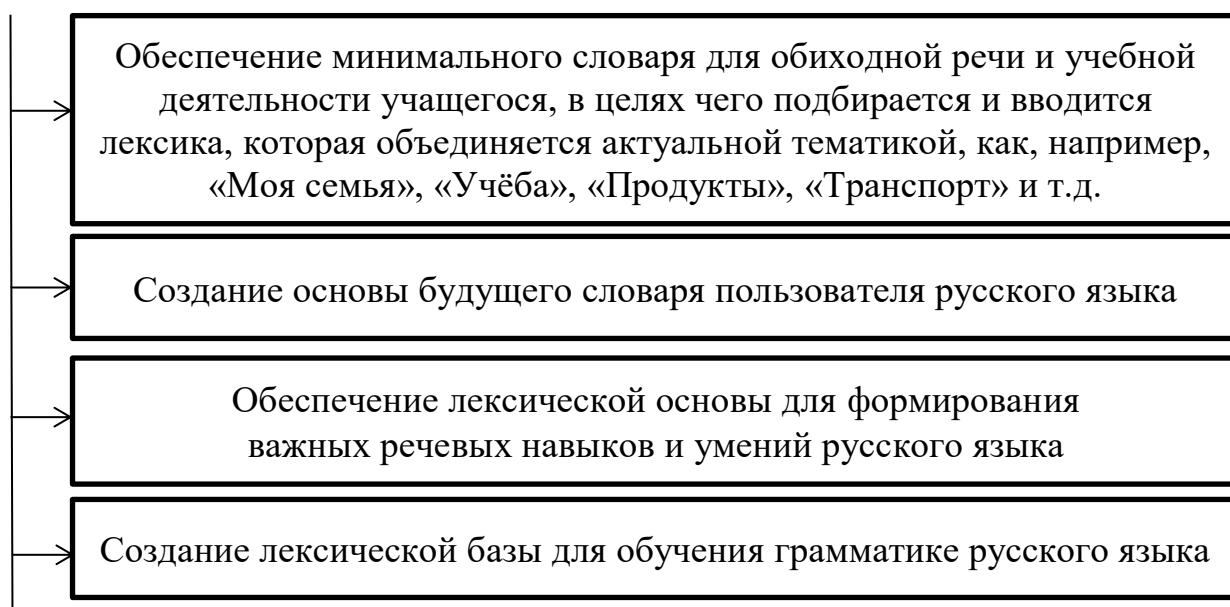 Обеспечение минимального словаря для обиходной речи и учебной
деятельности учащегося, в целях чего подбирается и вводится
лексика, которая объединяется актуальной тематикой, как, например,
«Моя семья», «Учёба», «Продукты», «Транспорт» и т.д.
Создание основы будущего словаря пользователя русского языка
Обеспечение лексической основы для формирования
важных речевых навыков и умений русского языка
Создание лексической базы для обучения грамматике русского языка